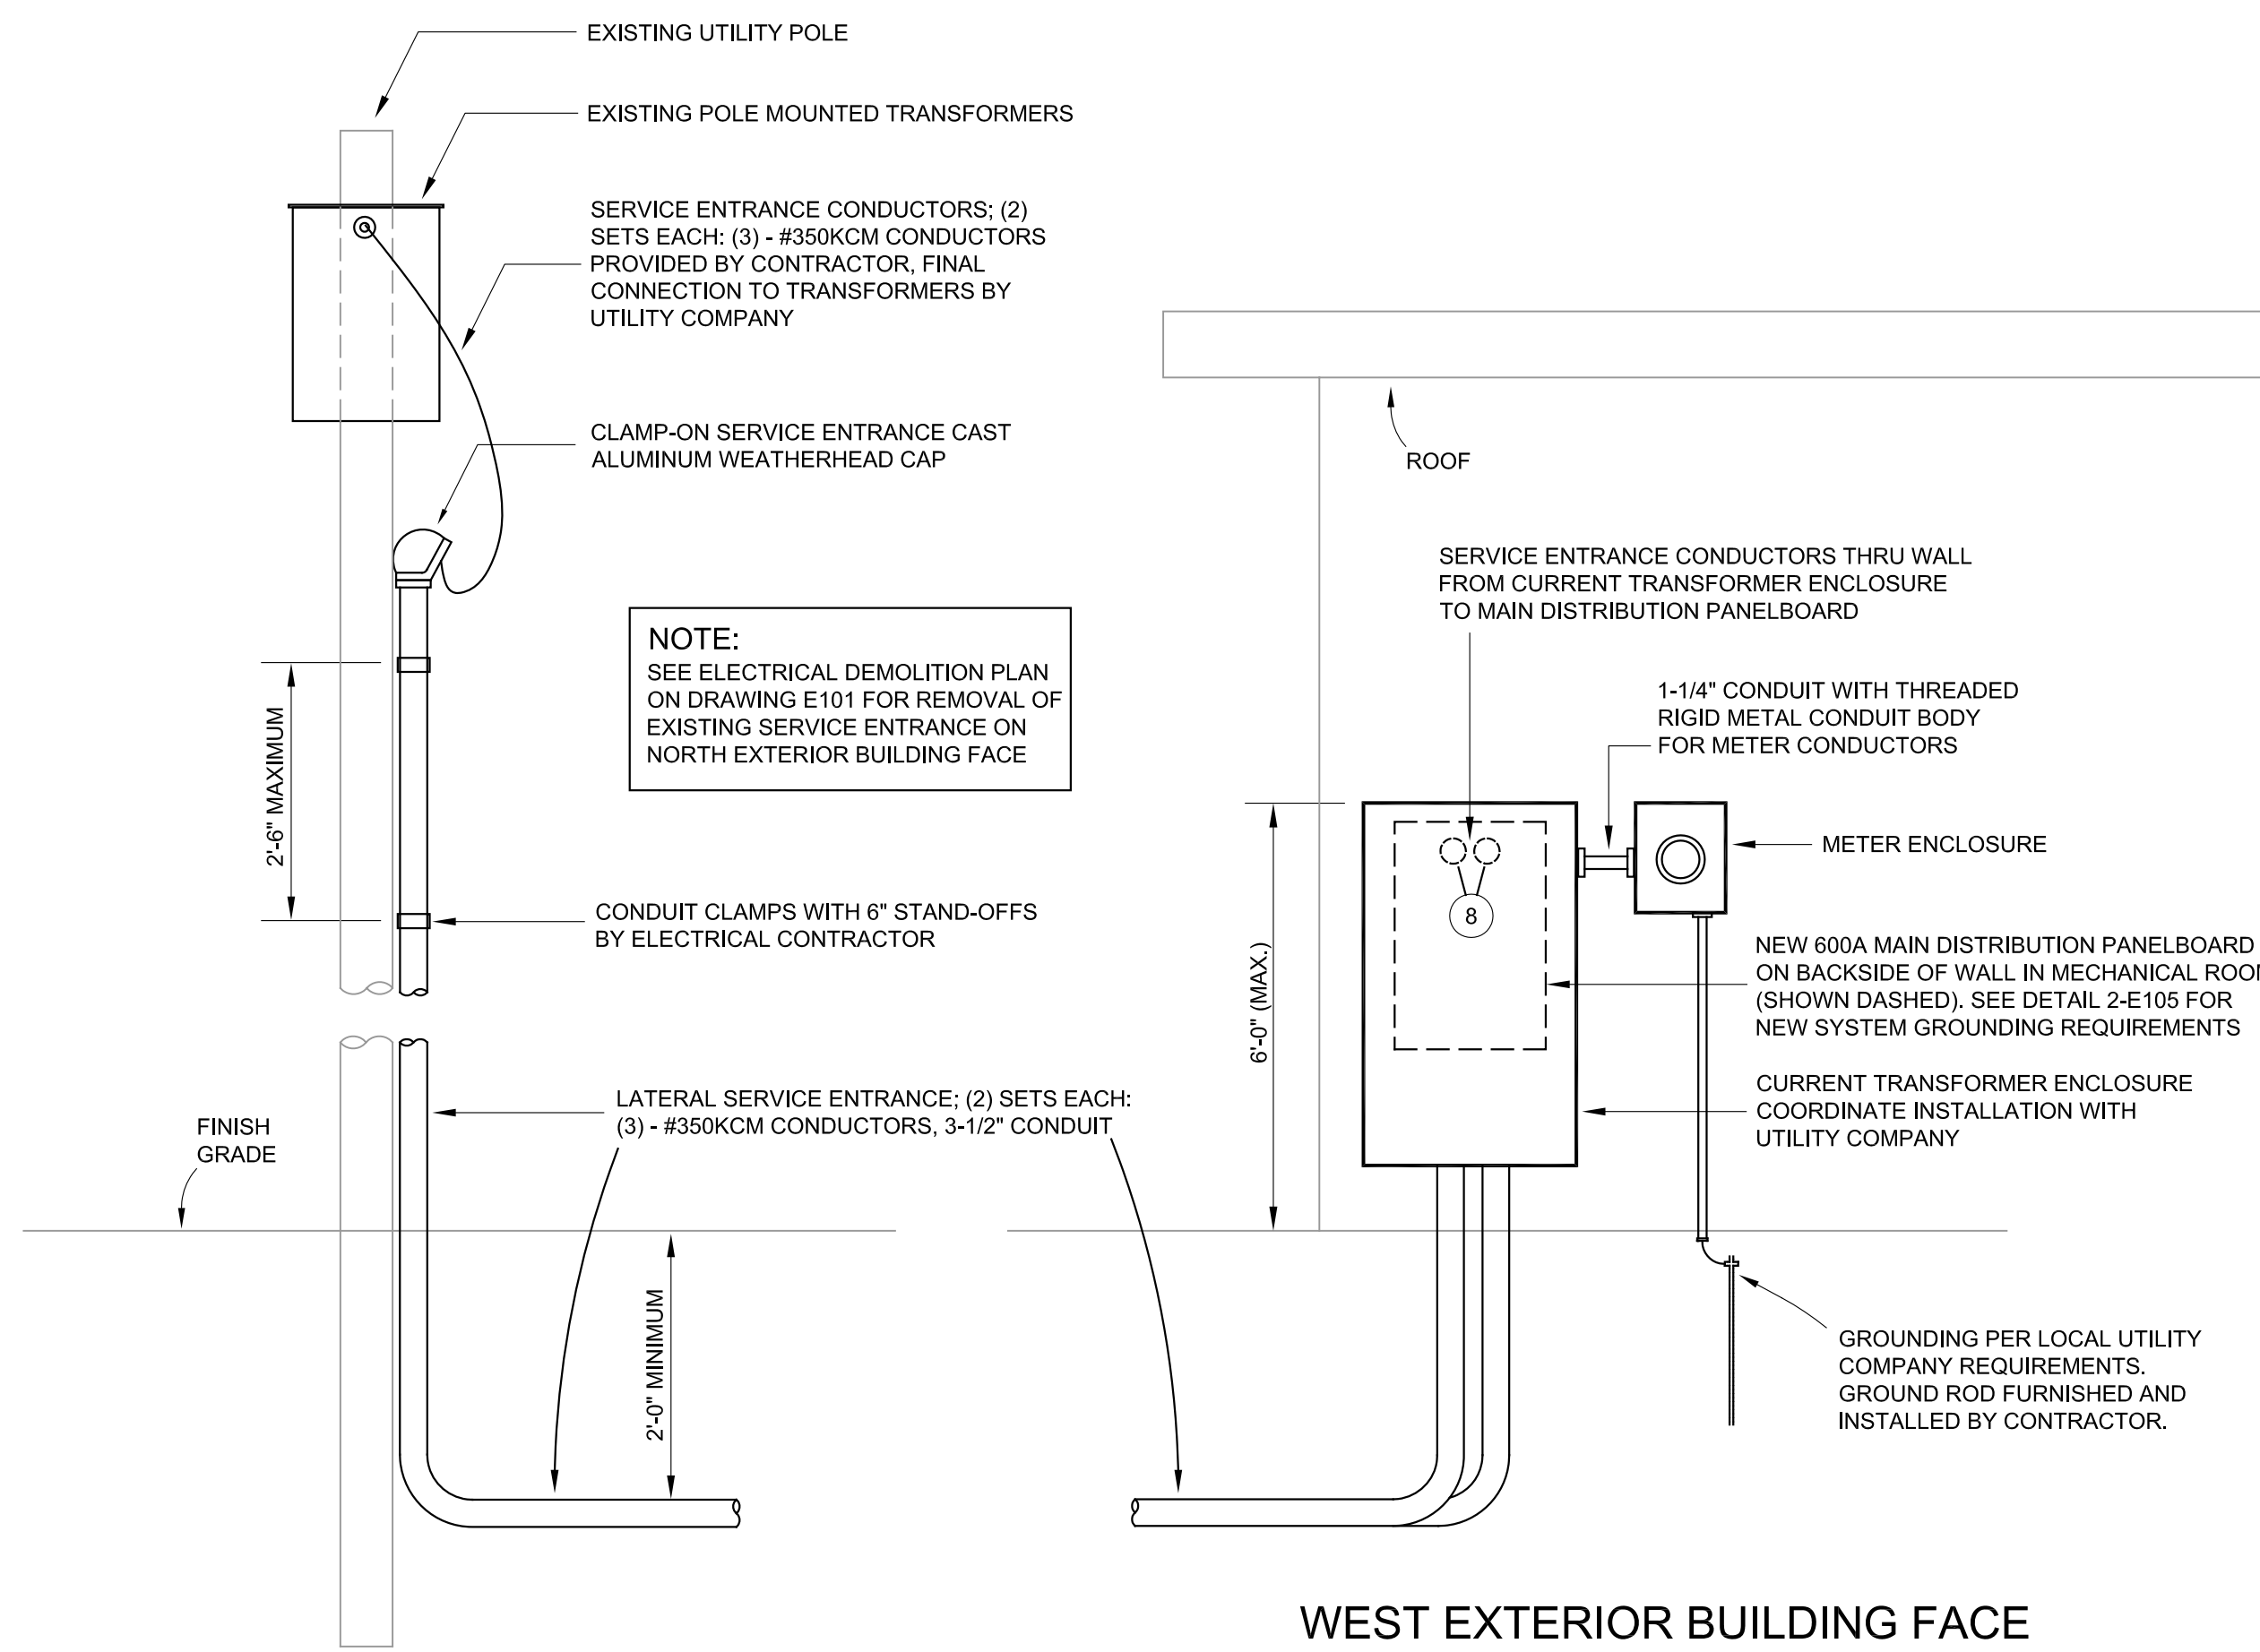 EXISTING UTILITY POLE
EXISTING POLE MOUNTED TRANSFORMERS
SERVICE ENTRANCE CONDUCTORS; (2)
SETS EACH: (3) - #350KCM CONDUCTORS
PROVIDED BY CONTRACTOR, FINAL
CONNECTION TO TRANSFORMERS BY
UTILITY COMPANY
CLAMP-ON SERVICE ENTRANCE CAST
ALUMINUM WEATHERHEAD CAP
NOTE:
SEE ELECTRICAL DEMOLITION PLAN
ON DRAWING E101 FOR REMOVAL OF
EXISTING SERVICE ENTRANCE ON
NORTH EXTERIOR BUILDING FACE
2'-6" MAXIMUM
CONDUIT CLAMPS WITH 6" STAND-OFFS
BY ELECTRICAL CONTRACTOR
LATERAL SERVICE ENTRANCE; (2) SETS EACH:
(3) - #350KCM CONDUCTORS, 3-1/2" CONDUIT
FINISH
GRADE
2'-0" MINIMUM
ROOF
SERVICE ENTRANCE CONDUCTORS THRU WALL
FROM CURRENT TRANSFORMER ENCLOSURE
TO MAIN DISTRIBUTION PANELBOARD
1-1/4" CONDUIT WITH THREADED
RIGID METAL CONDUIT BODY
FOR METER CONDUCTORS
METER ENCLOSURE
8
6'-0" (MAX.)
NEW 600A MAIN DISTRIBUTION PANELBOARD
ON BACKSIDE OF WALL IN MECHANICAL
(SHOWN DASHED). SEE DETAIL 2-E105 FOR
NEW SYSTEM GROUNDING REQUIREMENTS
CURRENT TRANSFORMER ENCLOSURE
COORDINATE INSTALLATION WITH
UTILITY COMPANY
GROUNDING PER LOCAL UTILITY
COMPANY REQUIREMENTS.
GROUND ROD FURNISHED AND
INSTALLED BY CONTRACTOR.
WEST EXTERIOR BUILDING FACE